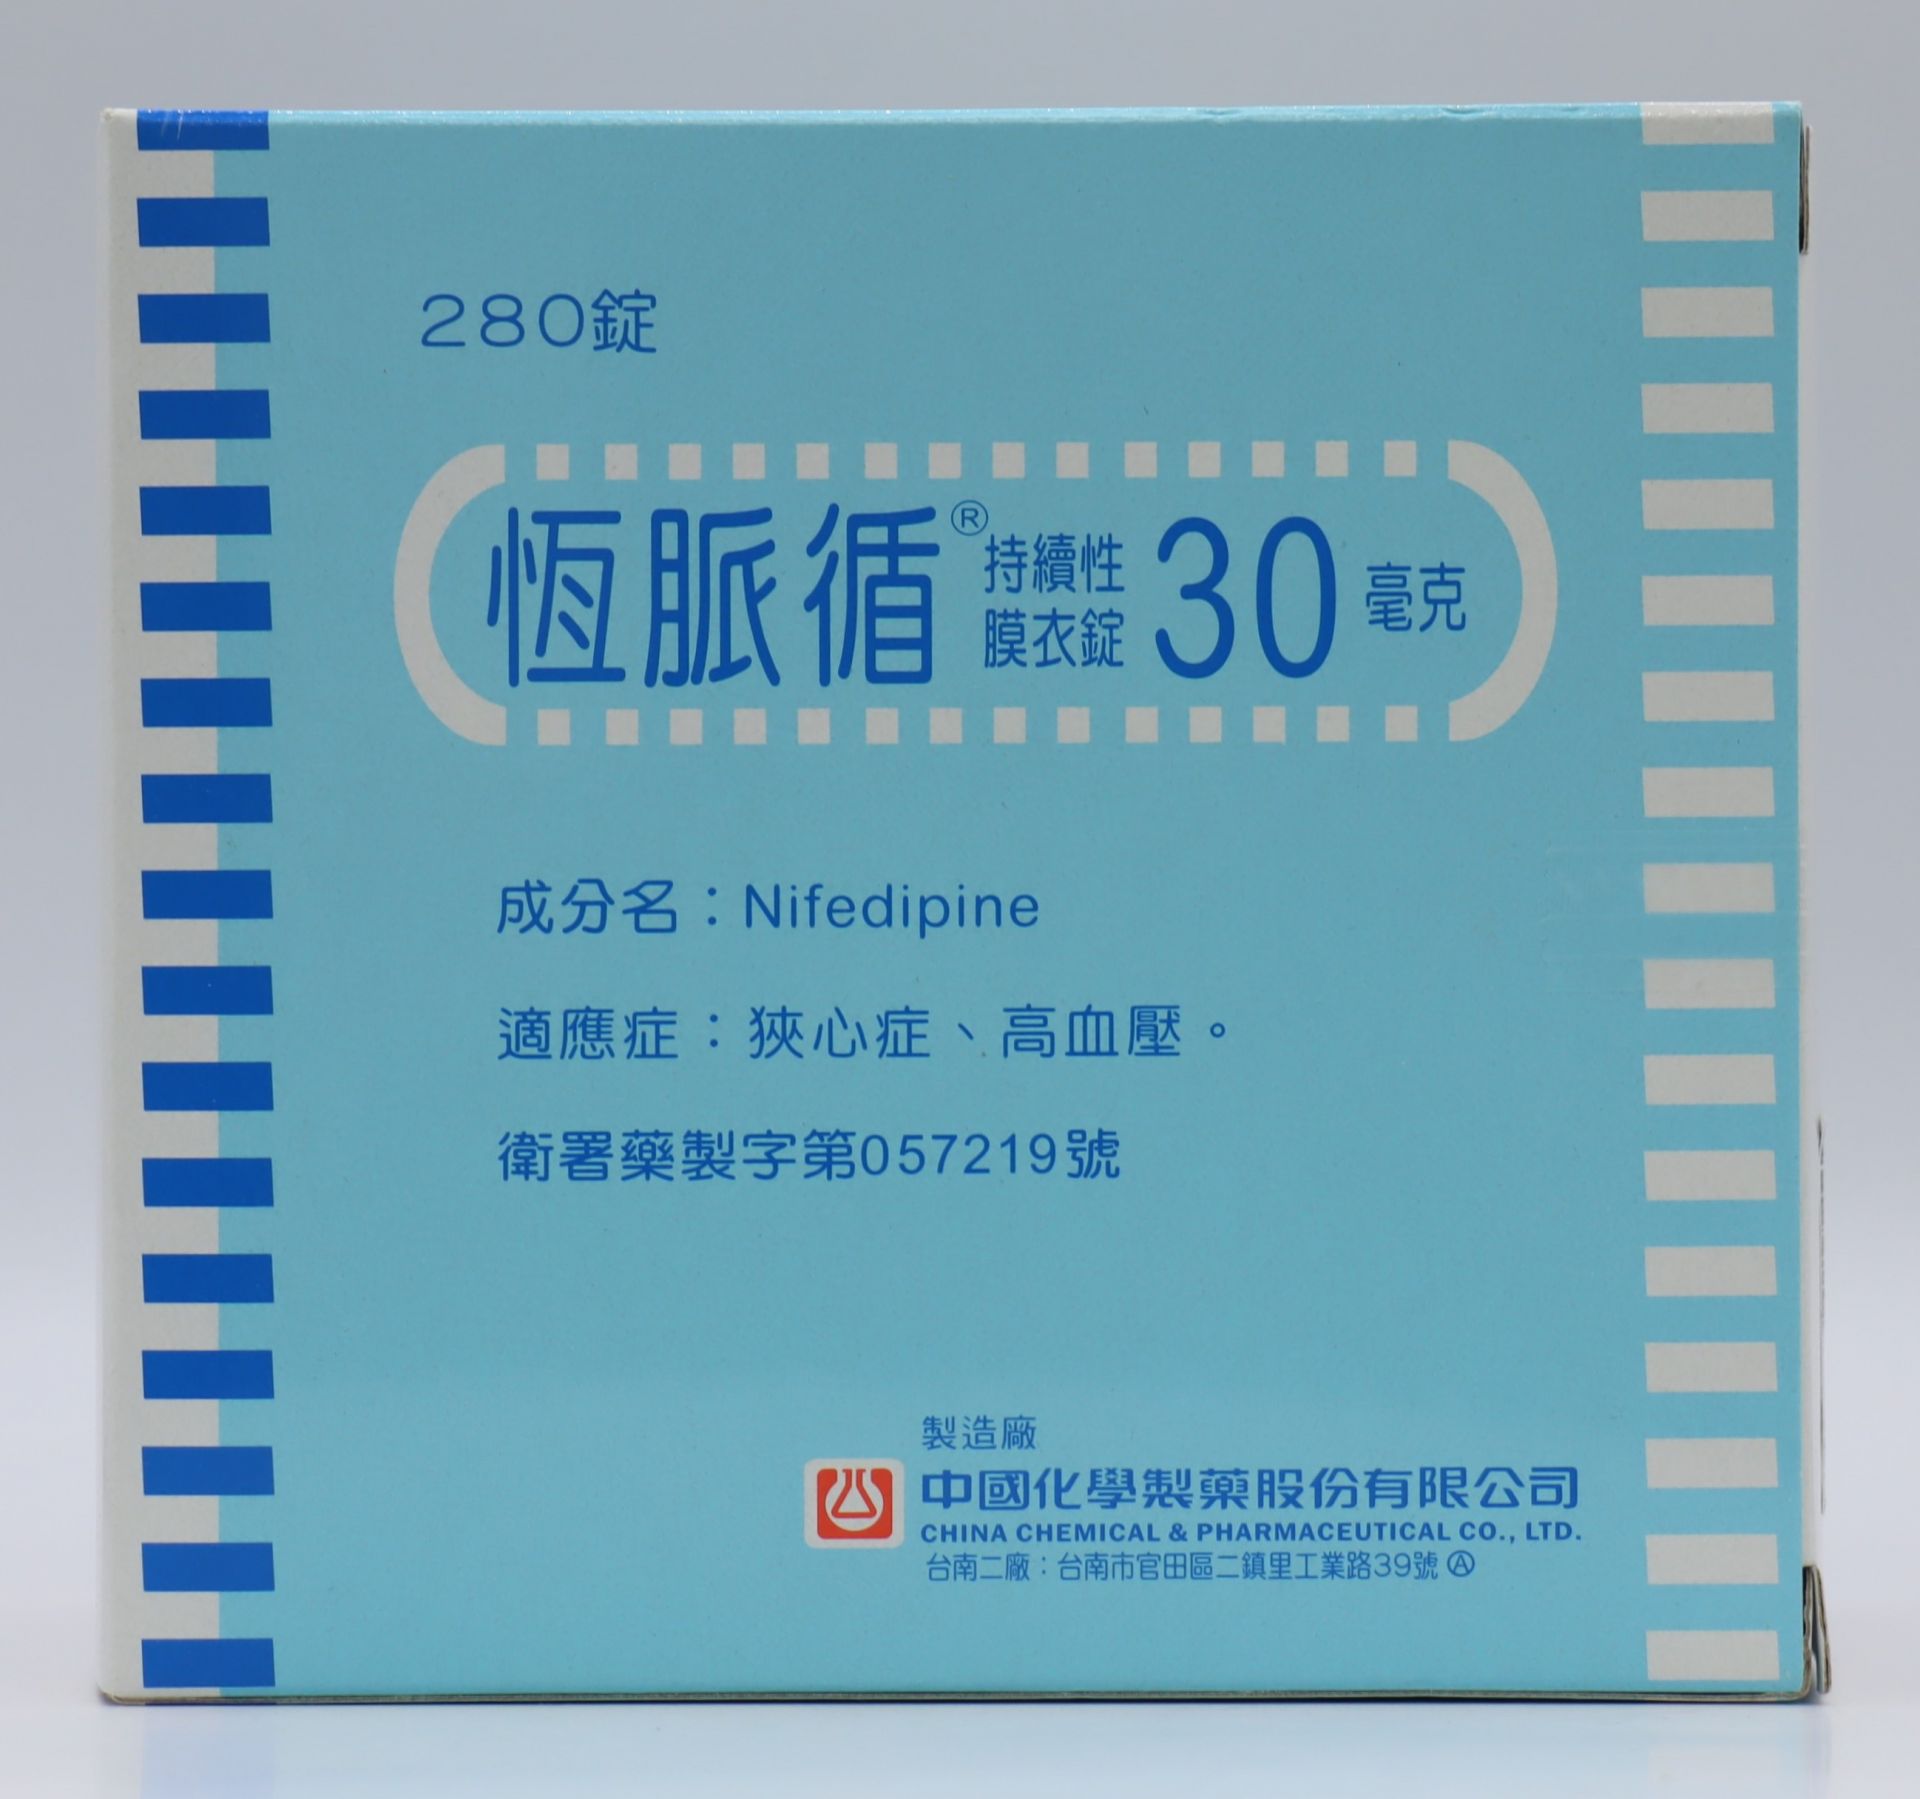 280錠
恆脈循® 持續性膜衣錠 30 毫克
成分名：Nifedipine
適應症：狹心症、高血壓。
衛署藥製字第057219號
製造廠
中國化學製藥股份有限公司
CHINA CHEMICAL & PHARMACEUTICAL CO., LTD.
台南二廠：台南市官田區二鎮里工業路39號 Ⓐ